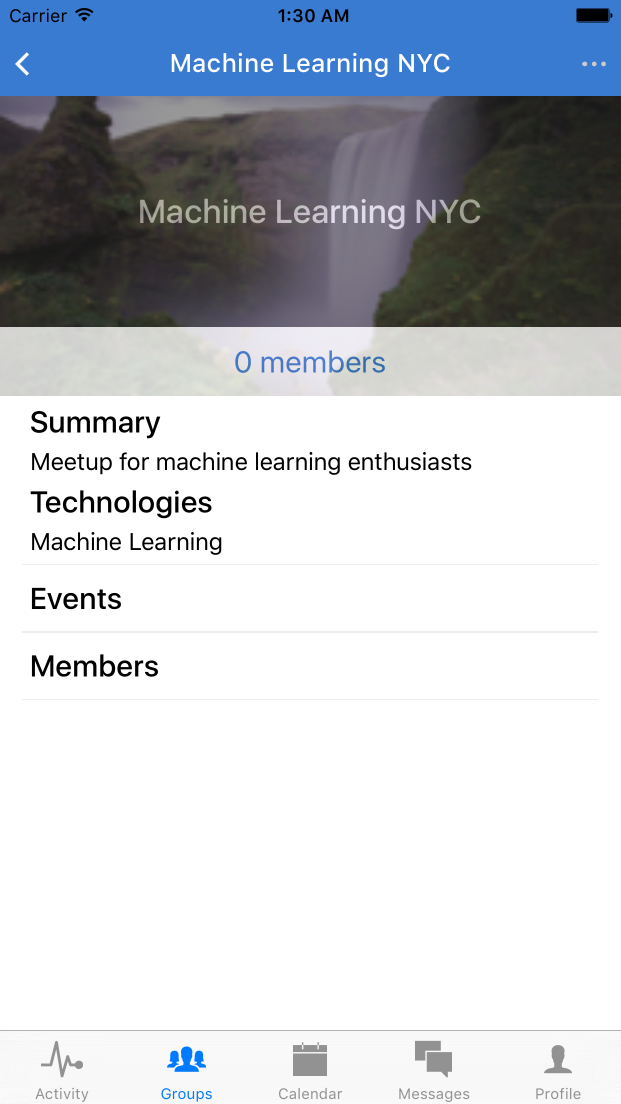 Carrier 1:30 AM
Machine Learning NYC
Machine Learning NYC
0 members
Summary
Meetup for machine learning enthusiasts
Technologies
Machine Learning
Events
Members
Activity Groups Calendar Messages Profile